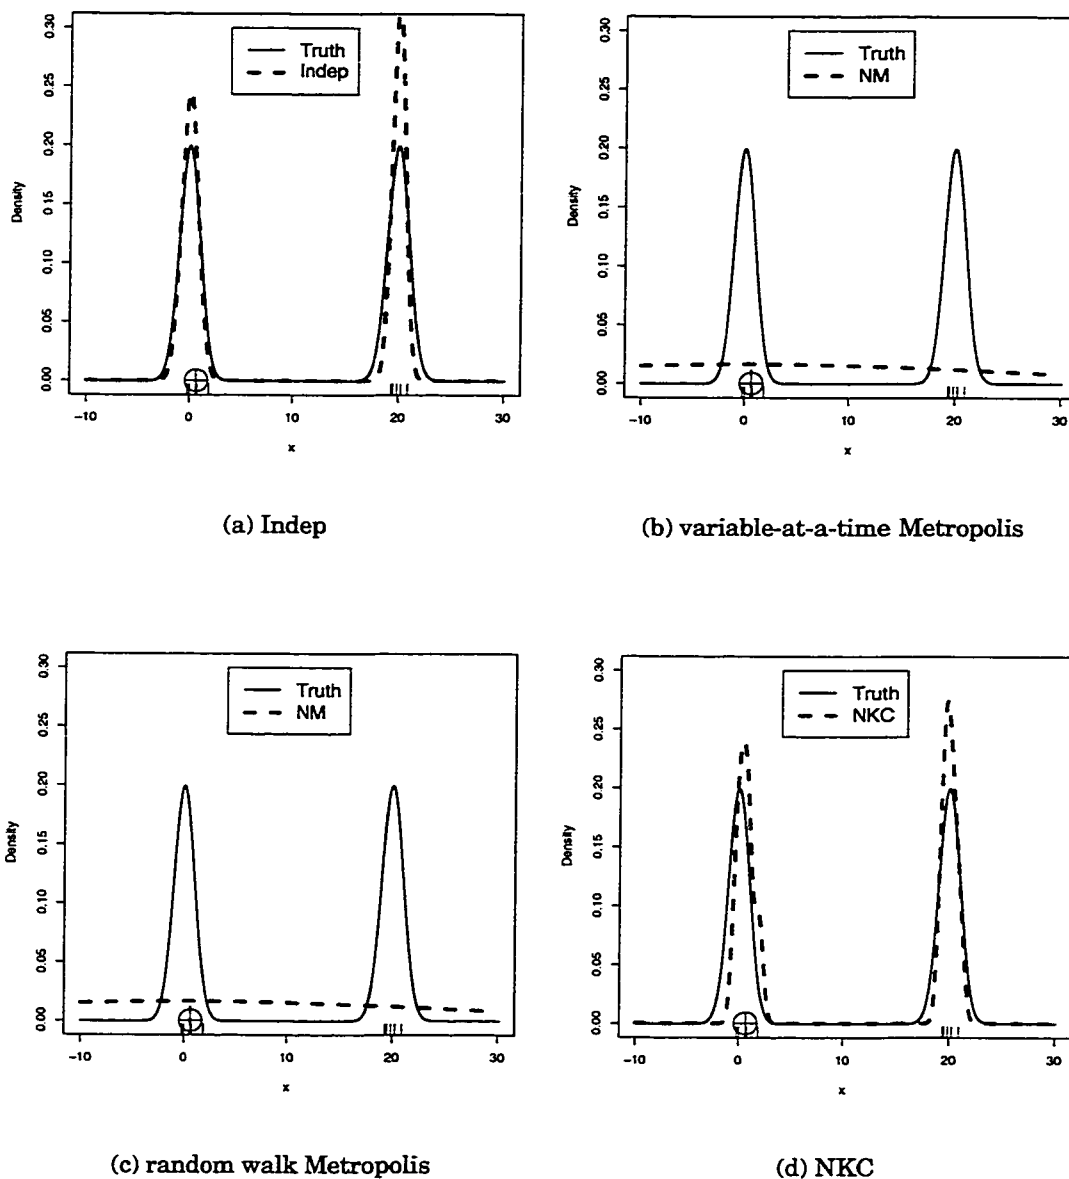 Truth
Indep
Density
0.00 0.05 0.10 0.15 0.20 0.25 0.30
-10 0 10 20 30
x
(a) Indep
Truth
NM
Density
0.00 0.05 0.10 0.15 0.20 0.25 0.30
-10 0 10 20 30
x
(b) variable-at-a-time Metropolis
Truth
NM
Density
0.00 0.05 0.10 0.15 0.20 0.25 0.30
-10 0 10 20 30
x
(c) random walk Metropolis
Truth
NKC
Density
0.00 0.05 0.10 0.15 0.20 0.25 0.30
-10 0 10 20 30
x
(d) NKC